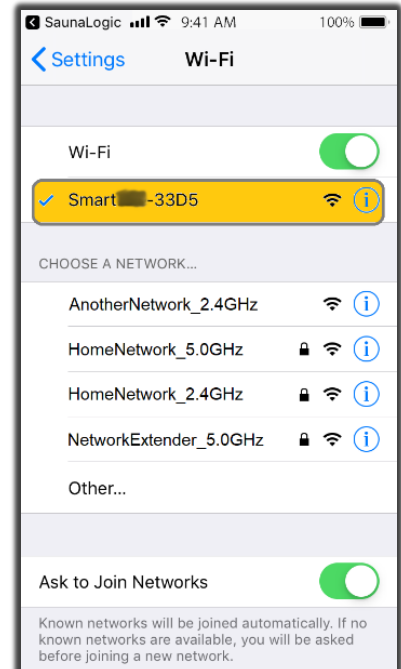 SaunaLogic 9:41 AM 100%
Settings Wi-Fi
Wi-Fi
Smart -33D5
CHOOSE A NETWORK...
AnotherNetwork_2.4GHz
HomeNetwork_5.0GHz
HomeNetwork_2.4GHz
NetworkExtender_5.0GHz
Other...
Ask to Join Networks
Known networks will be joined automatically. If no
known networks are available, you will be asked
before joining a new network.